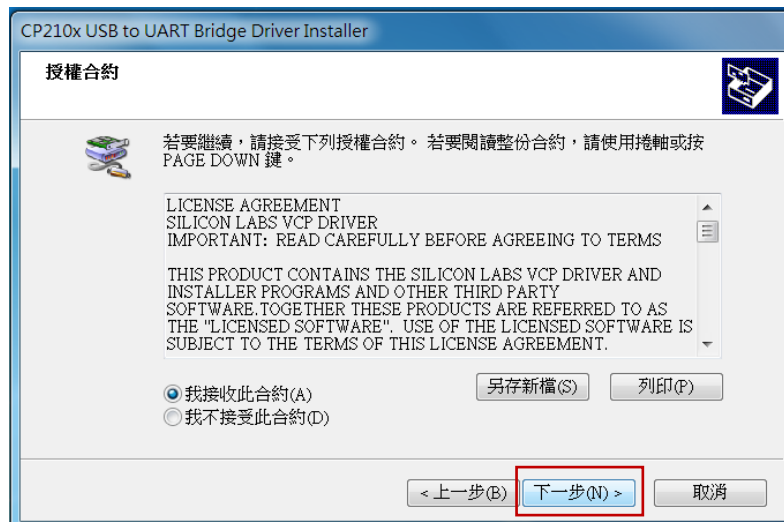 CP210x USB to UART Bridge Driver Installer
授權合約
若要繼續，請接受下列授權合約。 若要閱讀整份合約，請使用捲軸或按
PAGE DOWN 鍵。
LICENSE AGREEMENT
SILICON LABS VCP DRIVER
IMPORTANT: READ CAREFULLY BEFORE AGREEING TO TERMS
THIS PRODUCT CONTAINS THE SILICON LABS VCP DRIVER AND
INSTALLER PROGRAMS AND OTHER THIRD PARTY
SOFTWARE.TOGETHER THESE PRODUCTS ARE REFERRED TO AS
THE "LICENSED SOFTWARE". USE OF THE LICENSED SOFTWARE IS
SUBJECT TO THE TERMS OF THIS LICENSE AGREEMENT.
我接收此合約(A)
另存新檔(S) 列印(P)
我不接受此合約(D)
<上一步(B) 下一步(N) > 取消